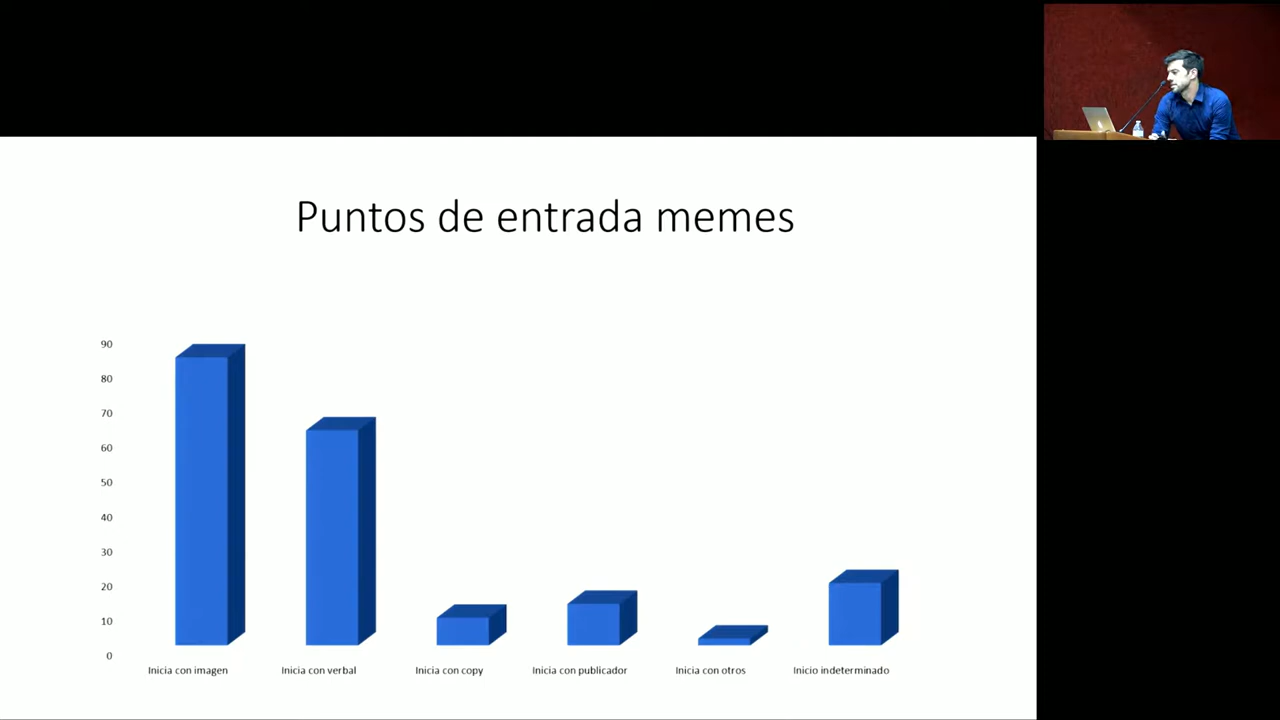 Puntos de entrada memes
90
80
70
60
50
40
30
20
10
0
Inicia con imagen
Inicia con verbal
Inicia con copy
Inicia con publicador
Inicia con otros
Inicio indeterminado